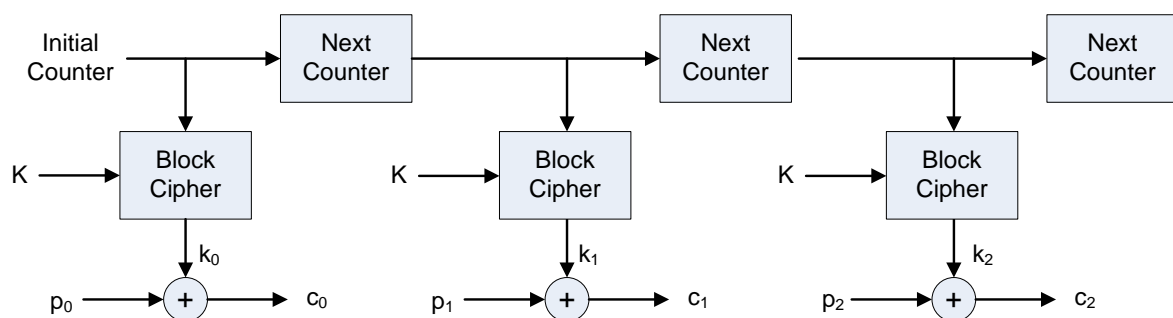 Initial
Counter
Next
Counter
Next
Counter
Next
Counter
K
Block
Cipher
K
Block
Cipher
K
Block
Cipher
k₀
k₁
k₂
p₀
+
c₀
p₁
+
c₁
p₂
+
c₂